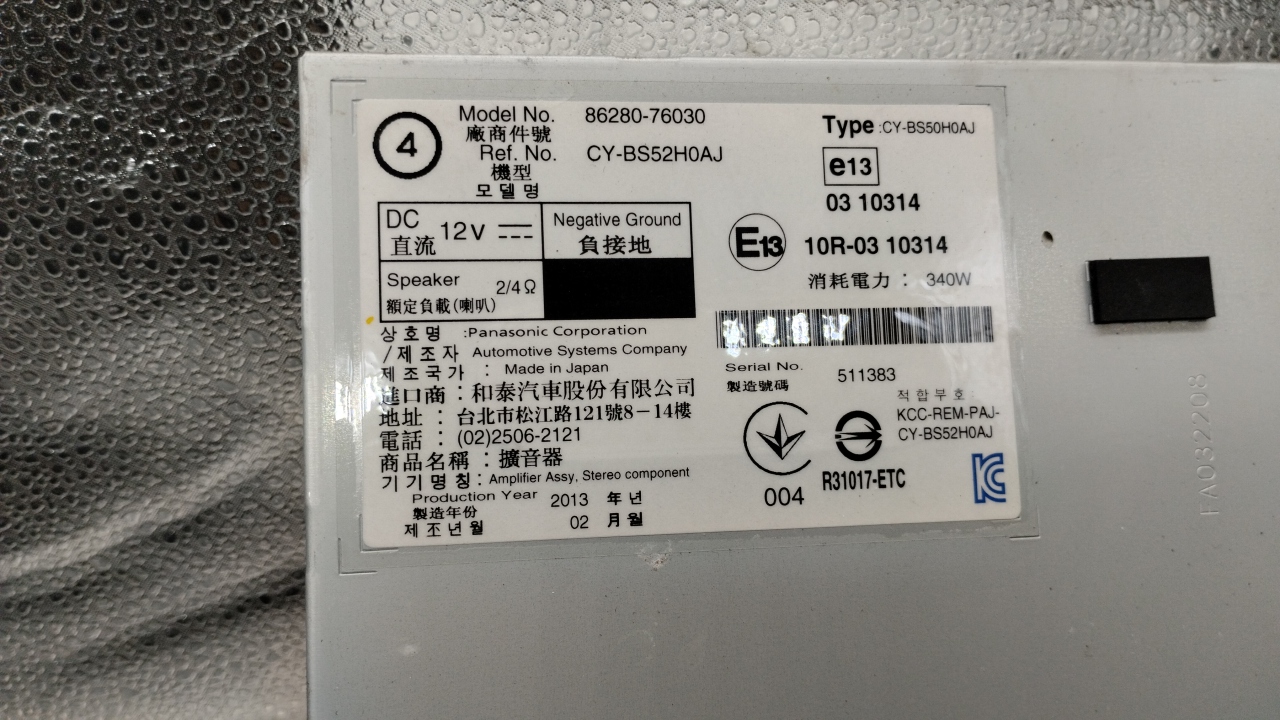 4
Model No. 86280-76030
廠商件號
Ref. No. CY-BS52H0AJ
機型
모델명
Type :CY-BS50H0AJ
e13
03 10314
DC 12V
直流
Negative Ground
負接地
Speaker 2/4Ω
額定負載(喇叭)
E13 10R-03 10314
消耗電力 : 340W
상호명 :Panasonic Corporation
/제조자 Automotive Systems Company
제조국가 : Made in Japan
進口商 : 和泰汽車股份有限公司
地址 : 台北市松江路121號8-14樓
電話 : (02)2506-2121
商品名稱 : 擴音器
기기명칭 : Amplifier Assy, Stereo component
Production Year 2013 年년
製造年份
제조년월 02 月월
Serial No. 511383
製造號碼
적합부호
KCC-REM-PAJ-
CY-BS52H0AJ
004
R31017-ETC
FA032208